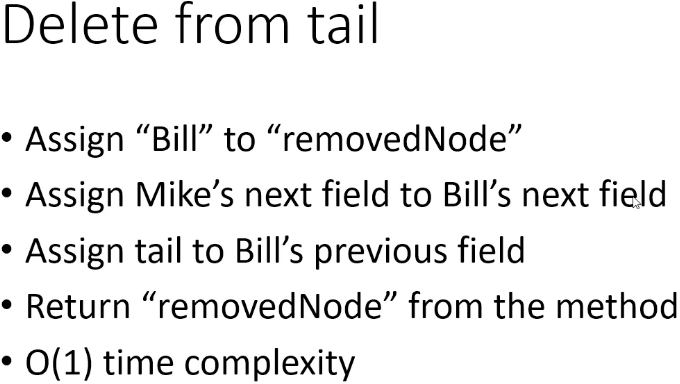 Delete from tail
• Assign “Bill” to “removedNode”
• Assign Mike’s next field to Bill’s next field
• Assign tail to Bill’s previous field
• Return “removedNode” from the method
• O(1) time complexity